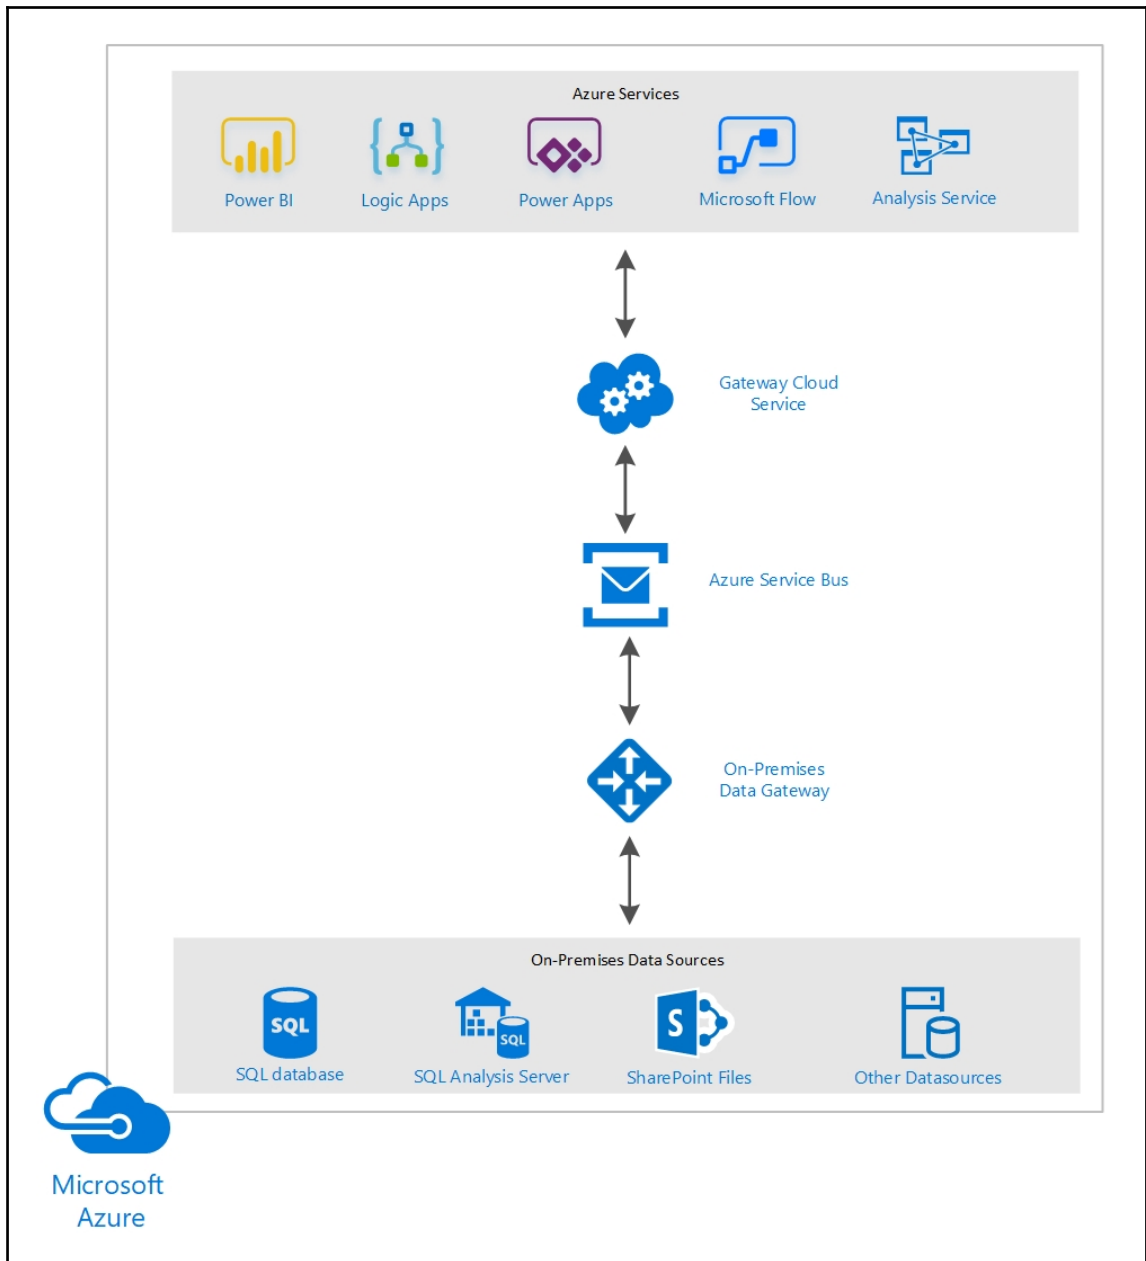 Azure Services
Power BI
Logic Apps
Power Apps
Microsoft Flow
Analysis Service
Gateway Cloud
Service
Azure Service Bus
On-Premises
Data Gateway
On-Premises Data Sources
SQL
SQL
S
SQL database
SQL Analysis Server
SharePoint Files
Other Datasources
Microsoft
Azure